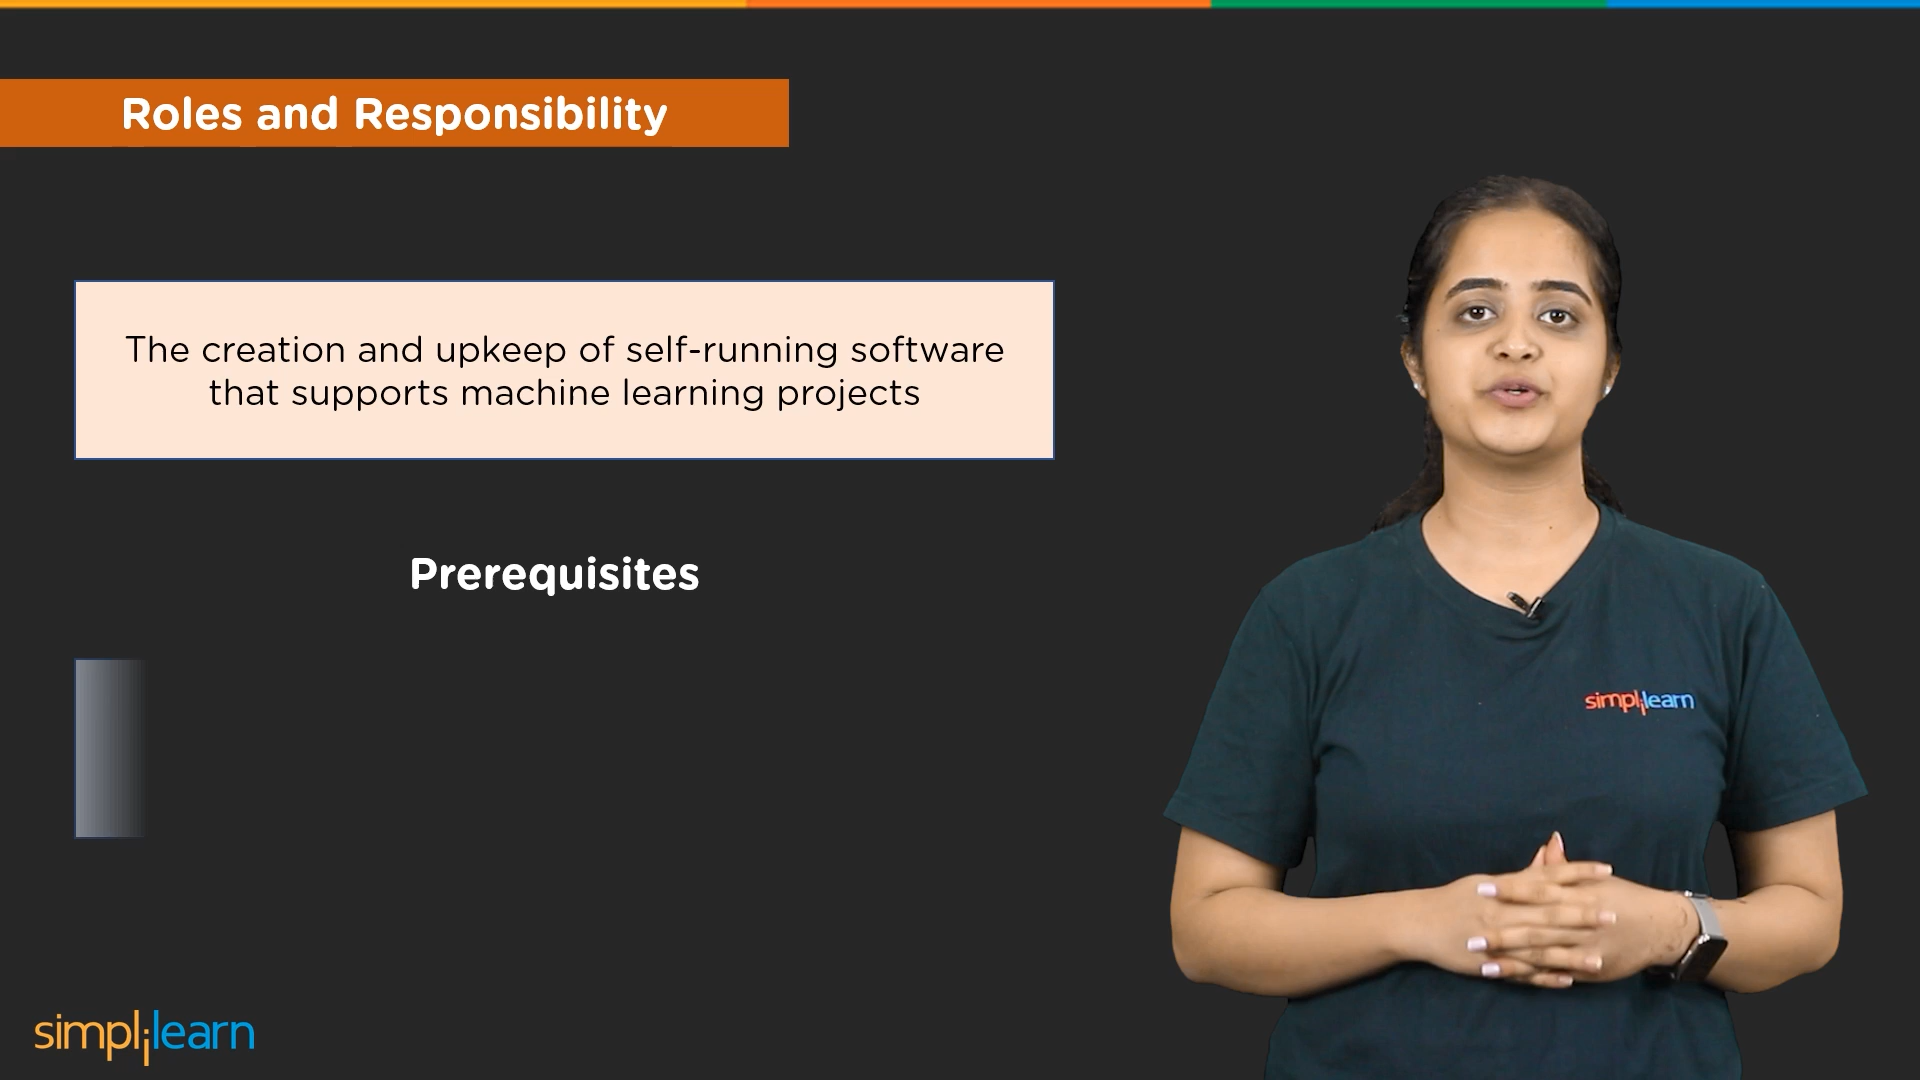 Roles and Responsibility
The creation and upkeep of self-running software
that supports machine learning projects
Prerequisites
simplilearn
simplilearn